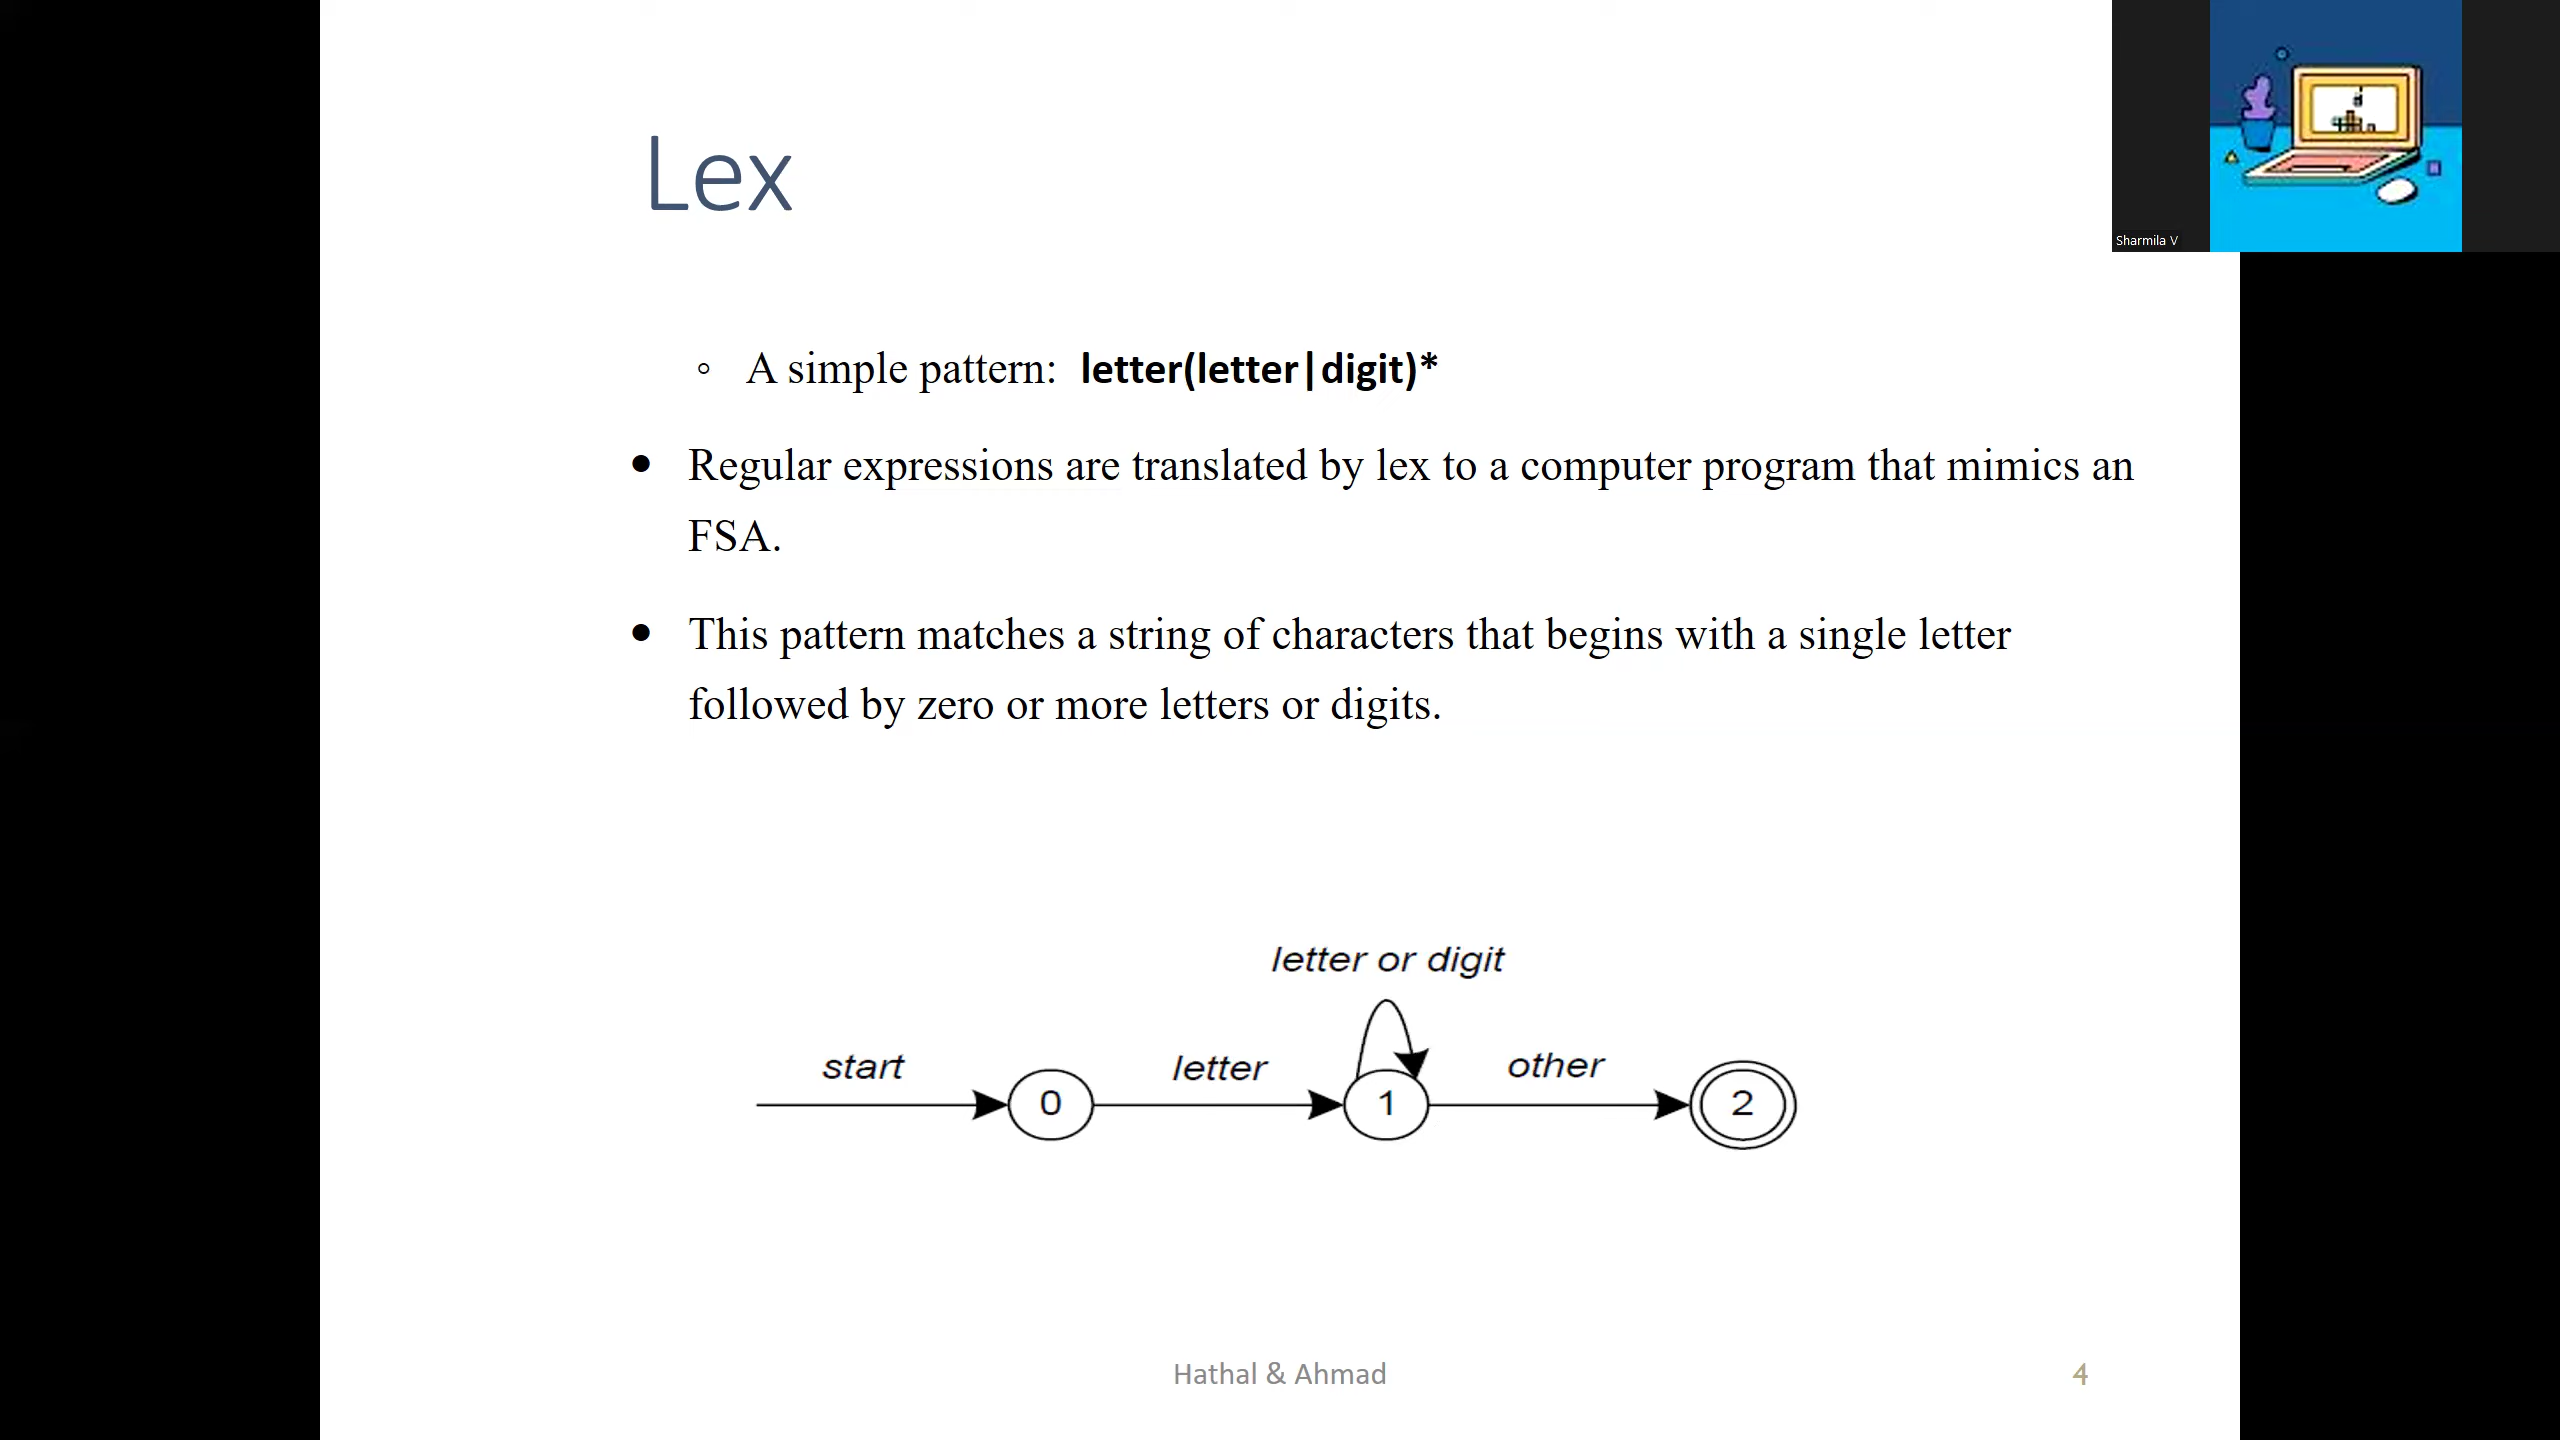 Sharmila V
Lex
◦ A simple pattern: letter(letter|digit)*
• Regular expressions are translated by lex to a computer program that mimics an
FSA.
• This pattern matches a string of characters that begins with a single letter
followed by zero or more letters or digits.
letter or digit
start 0 letter 1 other 2
Hathal & Ahmad 4